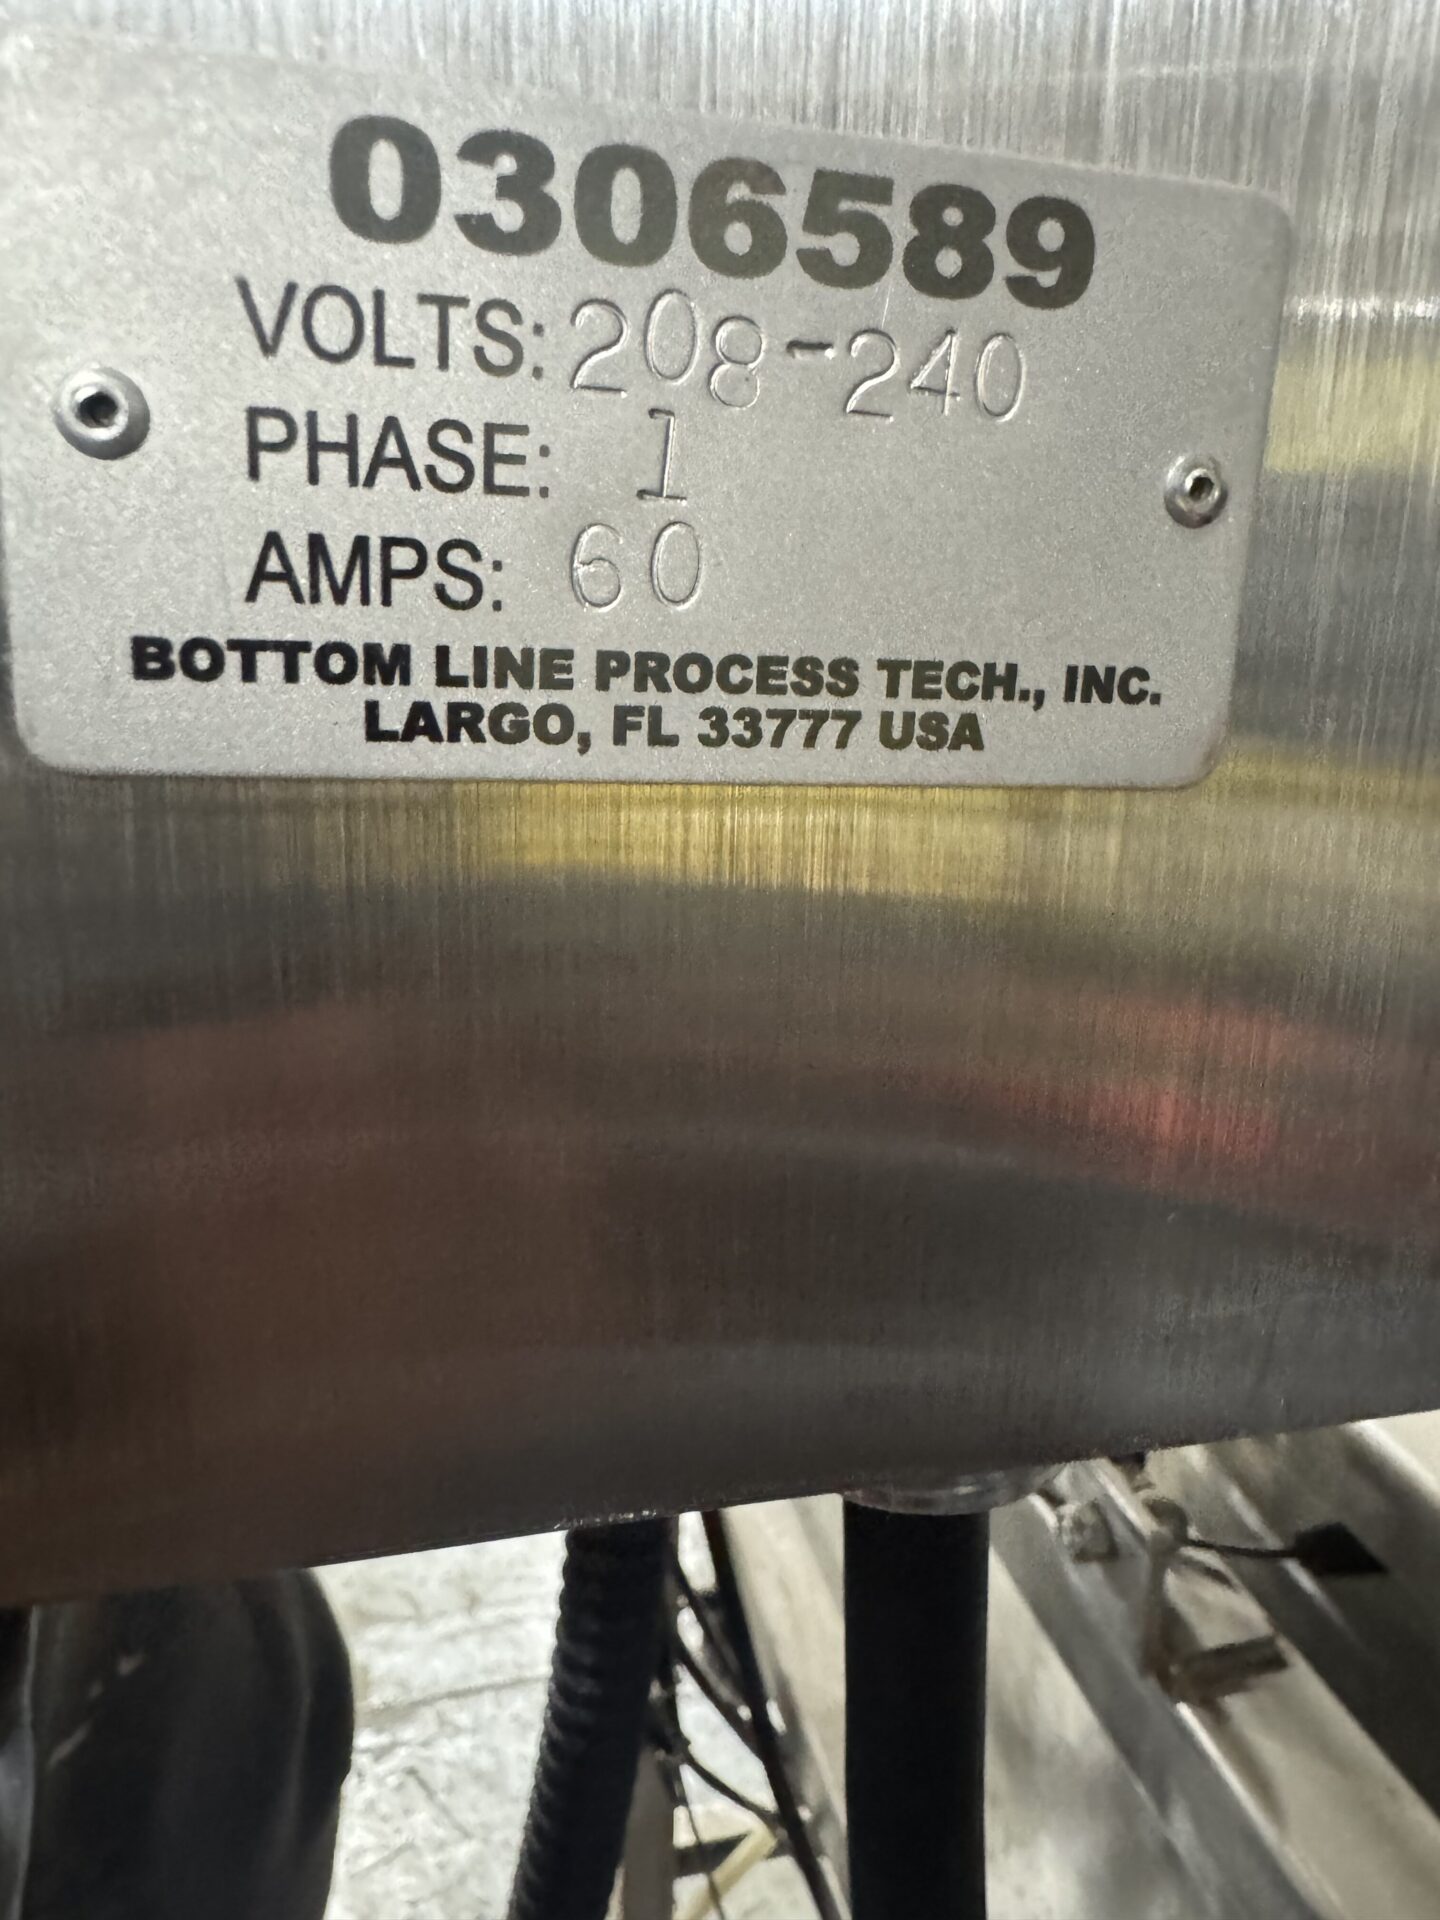 0306589
VOLTS: 208-240
PHASE: 1
AMPS: 60
BOTTOM LINE PROCESS TECH., INC.
LARGO, FL 33777 USA